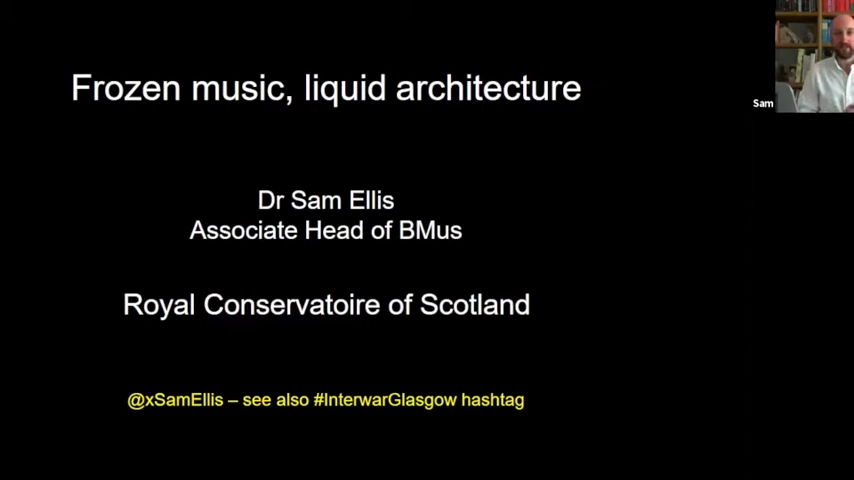 Frozen music, liquid architecture
Sam
Dr Sam Ellis
Associate Head of BMus
Royal Conservatoire of Scotland
@xSamEllis – see also #InterwarGlasgow hashtag